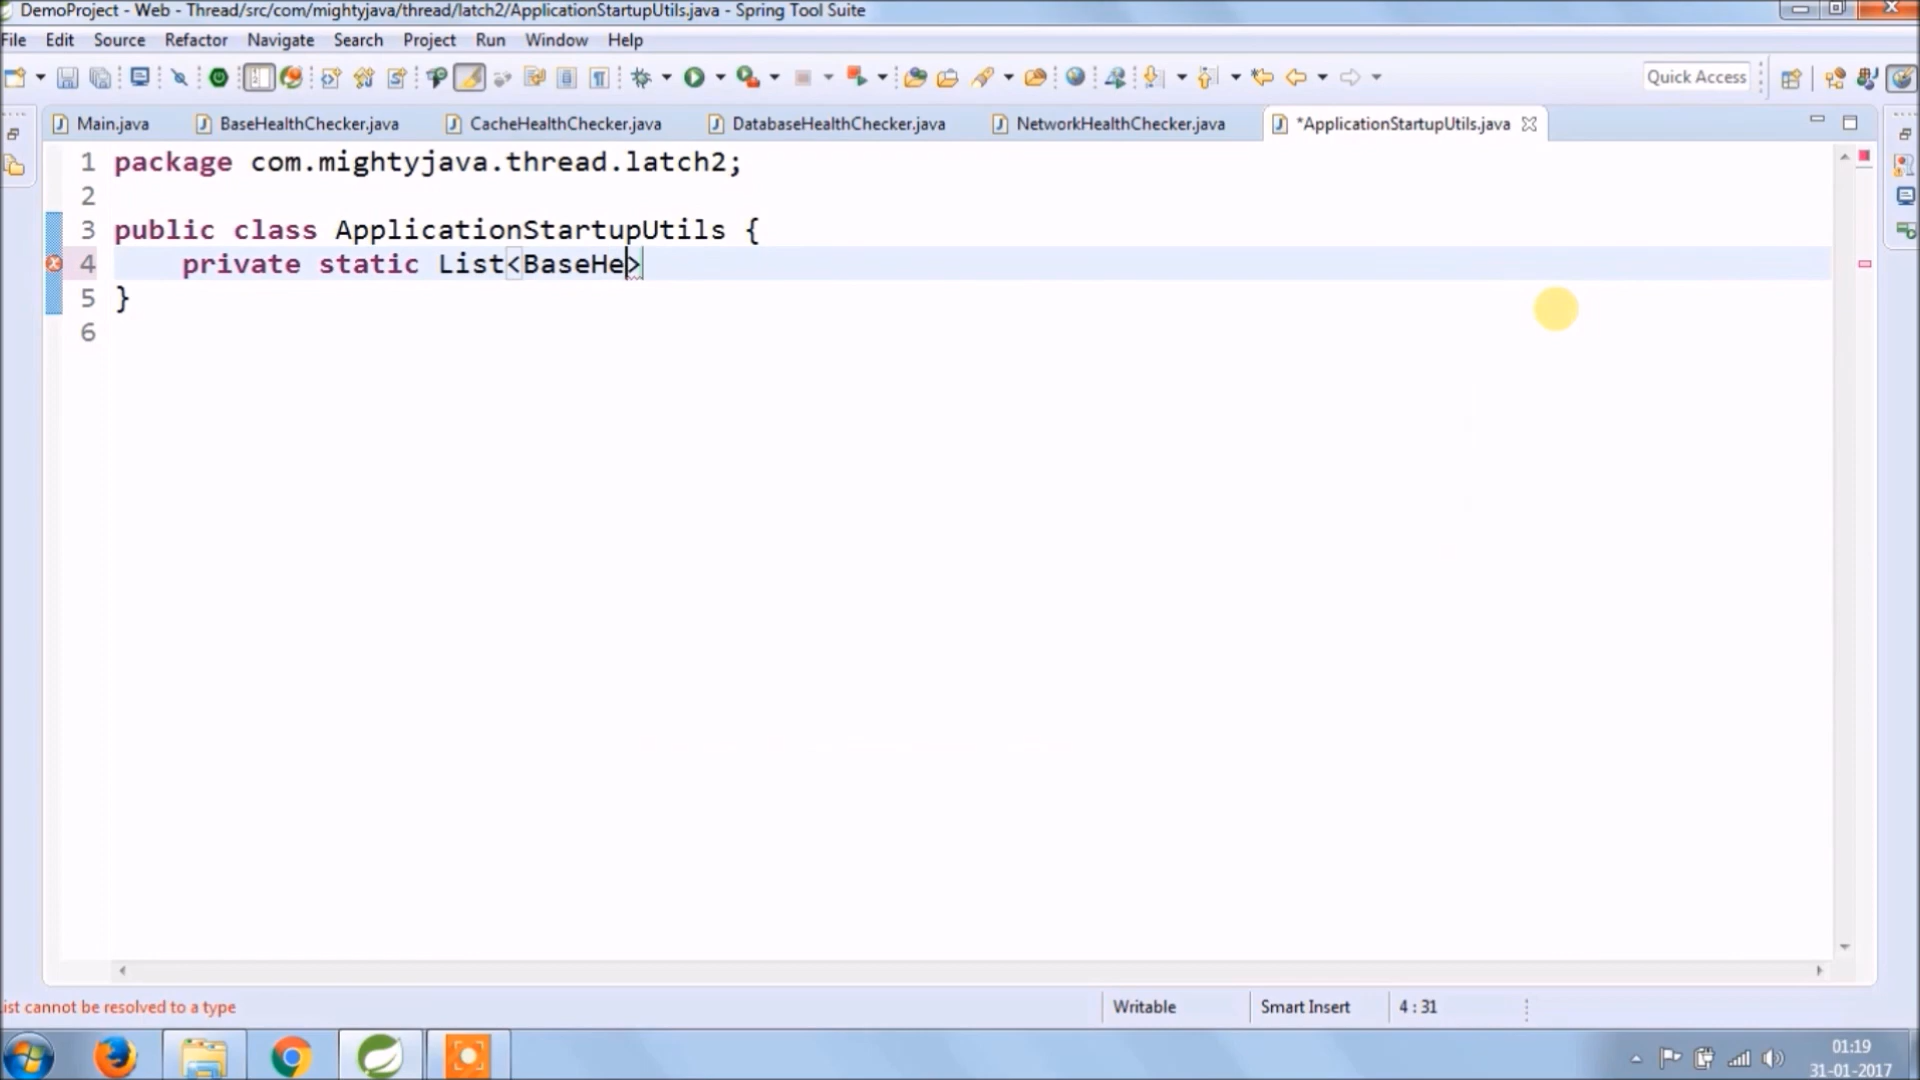 DemoProject - Web - Thread/src/com/mightyjava/thread/latch2/ApplicationStartupUtils.java - Spring Tool Suite
File Edit Source Refactor Navigate Search Project Run Window Help
Quick Access
Main.java BaseHealthChecker.java CacheHealthChecker.java DatabaseHealthChecker.java NetworkHealthChecker.java *ApplicationStartupUtils.java
1 package com.mightyjava.thread.latch2;
2
3 public class ApplicationStartupUtils {
4 private static List<BaseHe>
5 }
6
ist cannot be resolved to a type Writable Smart Insert 4 : 31
01:19
31-01-2017